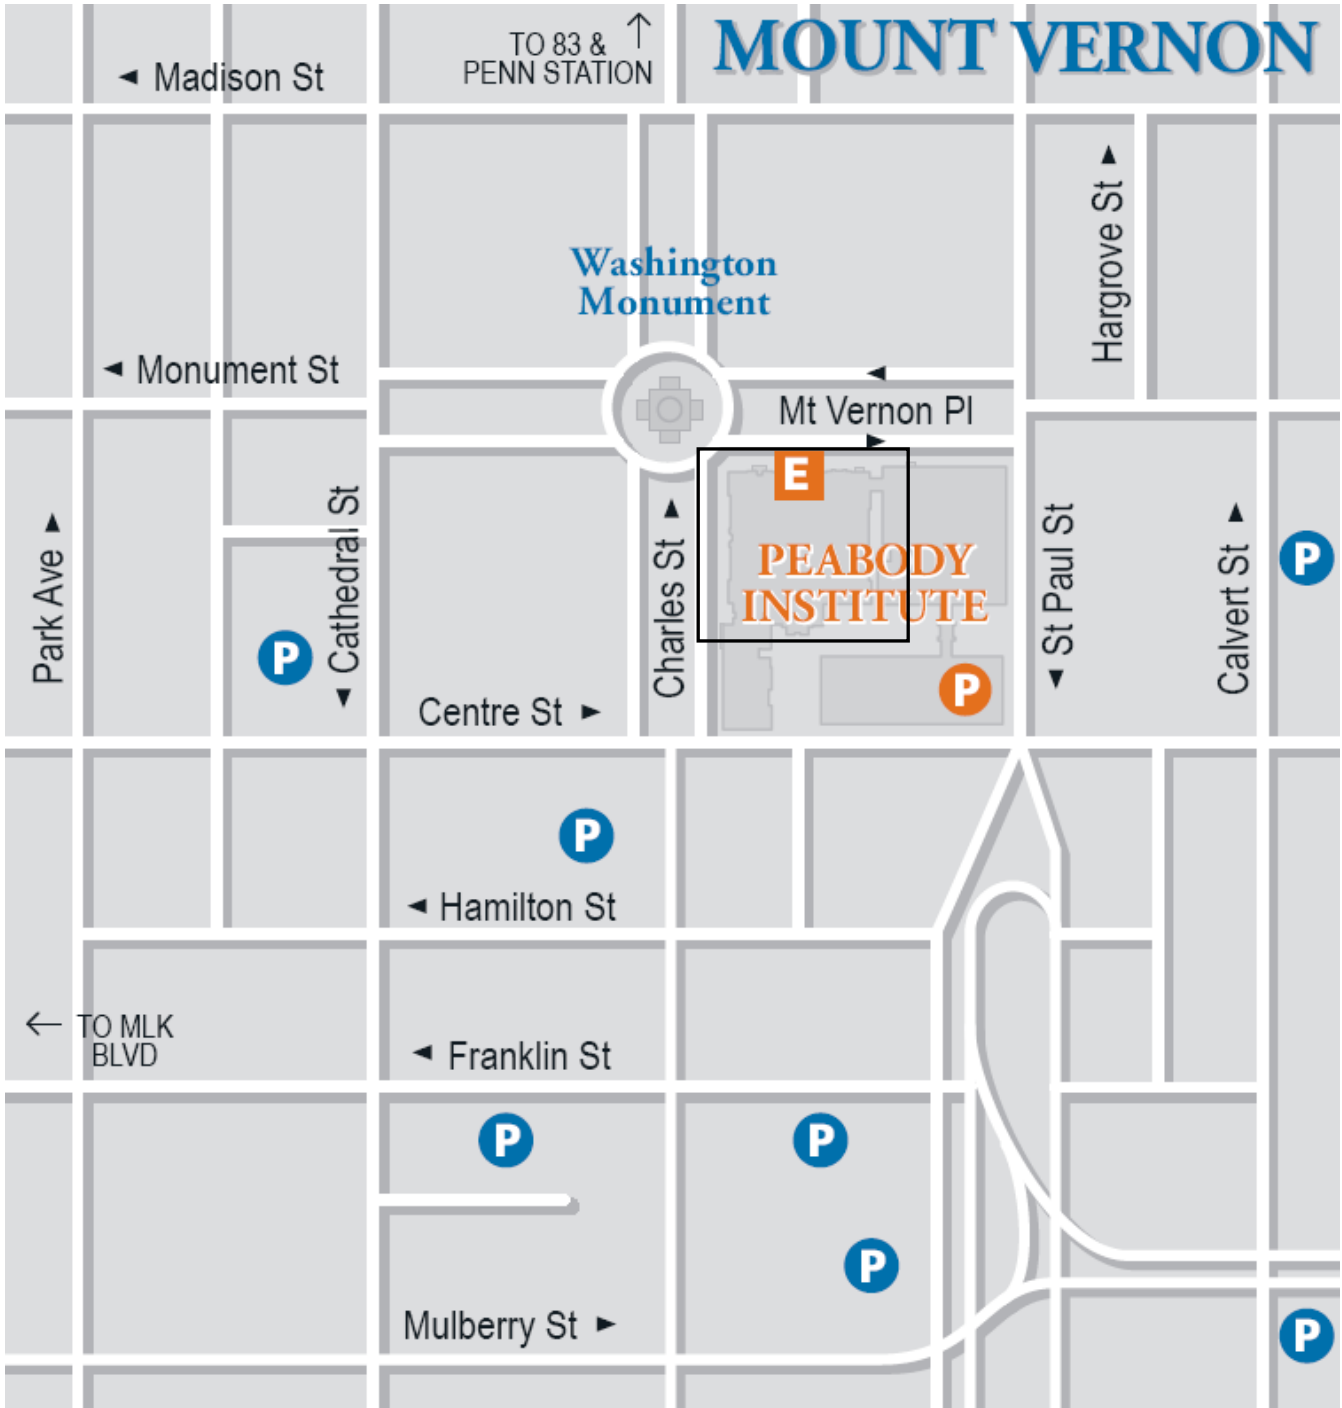 MOUNT VERNON
TO 83 &
PENN STATION
Madison St
Hargrove St
Washington
Monument
Monument St
Mt Vernon Pl
E
Park Ave
Cathedral St
Charles St
PEABODY
INSTITUTE
St Paul St
Calvert St
P
P
P
Centre St
P
Hamilton St
TO MLK
BLVD
Franklin St
P
P
P
Mulberry St
P